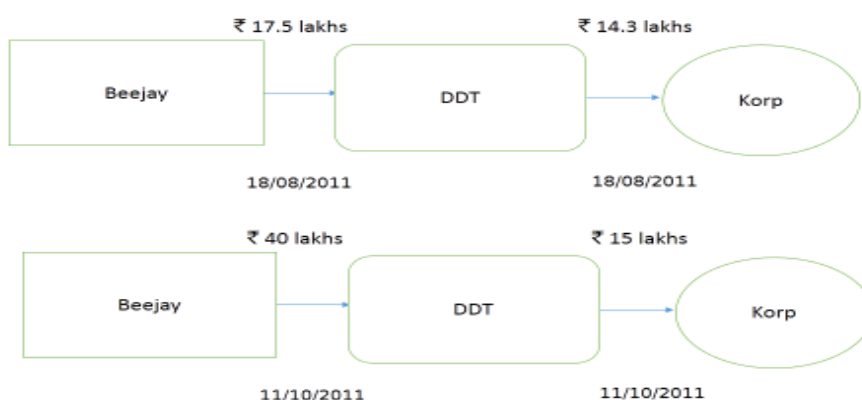 ₹ 17.5 lakhs ₹ 14.3 lakhs
Beejay DDT Korp
18/08/2011 18/08/2011
₹ 40 lakhs ₹ 15 lakhs
Beejay DDT Korp
11/10/2011 11/10/2011